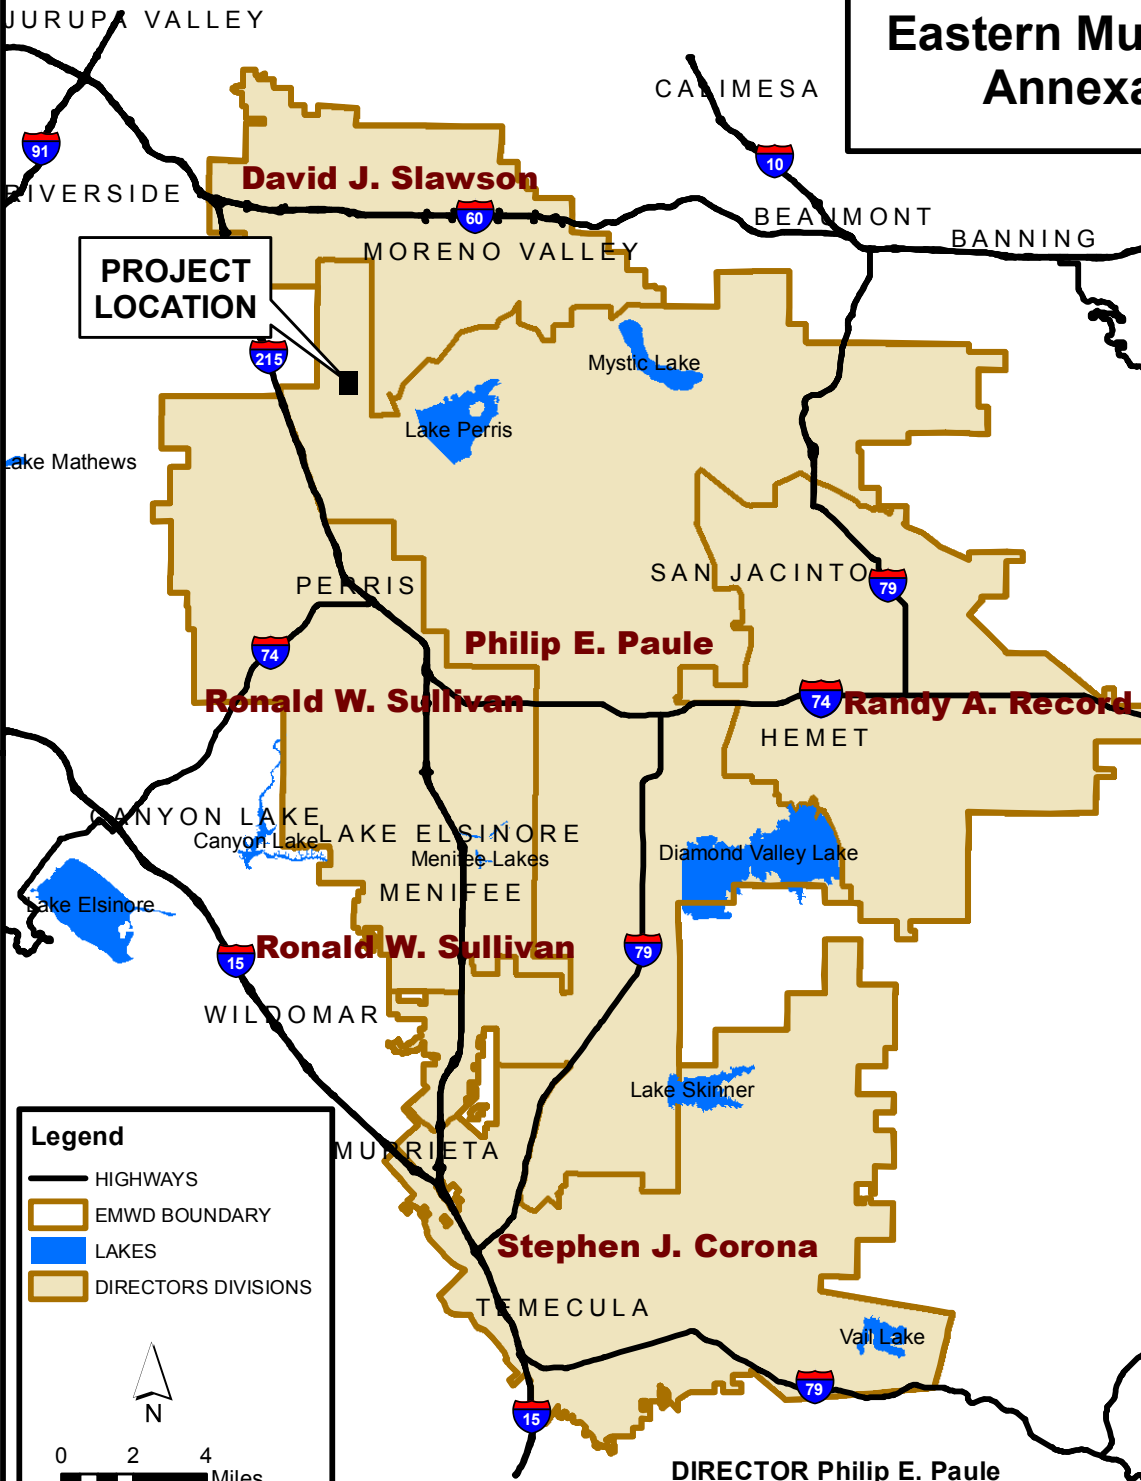 JURUPA VALLEY
Eastern Mu
Annexa
CALIMESA
91
10
RIVERSIDE
David J. Slawson
60
BEAUMONT
BANNING
MORENO VALLEY
PROJECT
LOCATION
215
Mystic Lake
Lake Perris
Lake Mathews
SAN JACINTO
79
PERRIS
Philip E. Paule
74
Ronald W. Sullivan
74
Randy A. Record
HEMET
CANYON LAKE
LAKE ELSINORE
Canyon Lake
Menifee Lakes
Diamond Valley Lake
MENIFEE
Lake Elsinore
Ronald W. Sullivan
79
15
WILDOMAR
Lake Skinner
Legend
HIGHWAYS
EMWD BOUNDARY
LAKES
DIRECTORS DIVISIONS
MURRIETA
Stephen J. Corona
TEMECULA
Vail Lake
79
15
N
0 2 4
Miles
DIRECTOR Philip E. Paule